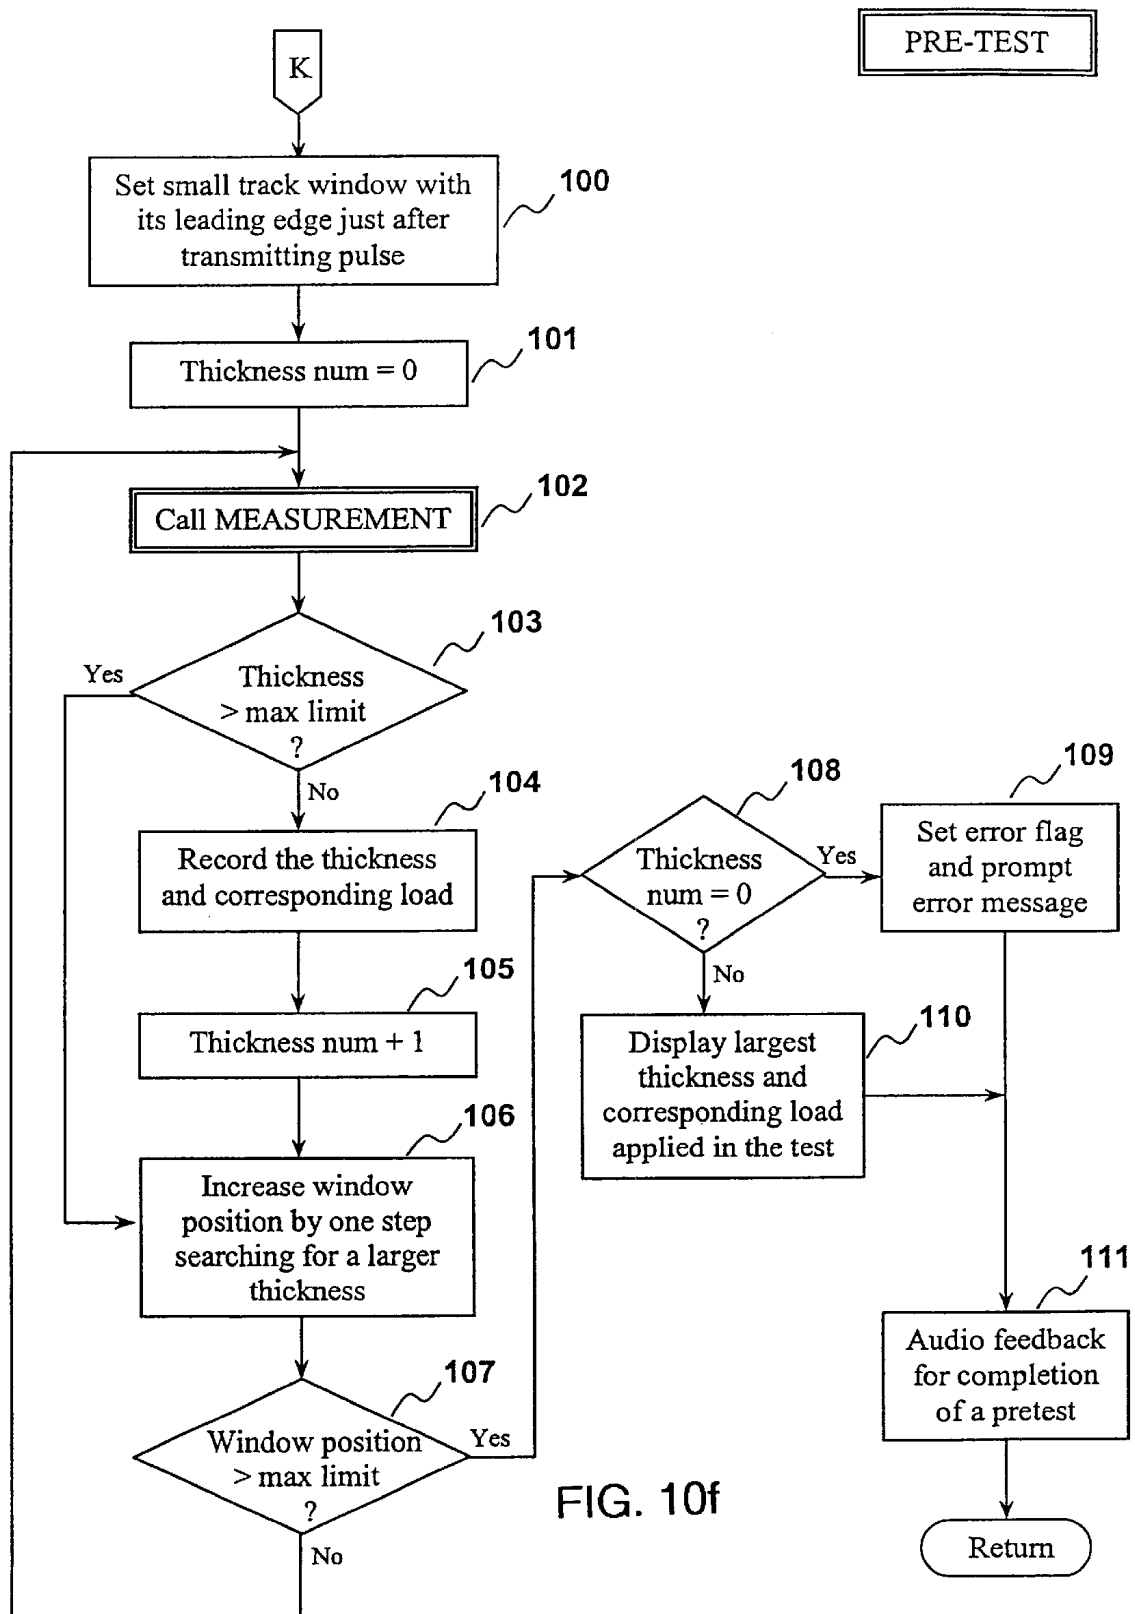 PRE-TEST
K
Set small track window with
its leading edge just after
transmitting pulse
100
Thickness num = 0
101
Call MEASUREMENT
102
Thickness
> max limit
?
103
Yes
No
Record the thickness
and corresponding load
104
Thickness num + 1
105
Increase window
position by one step
searching for a larger
thickness
106
Window position
> max limit
?
107
Yes
No
Thickness
num = 0
?
108
Yes
No
Set error flag
and prompt
error message
109
Display largest
thickness and
corresponding load
applied in the test
110
Audio feedback
for completion
of a pretest
111
Return
FIG. 10f